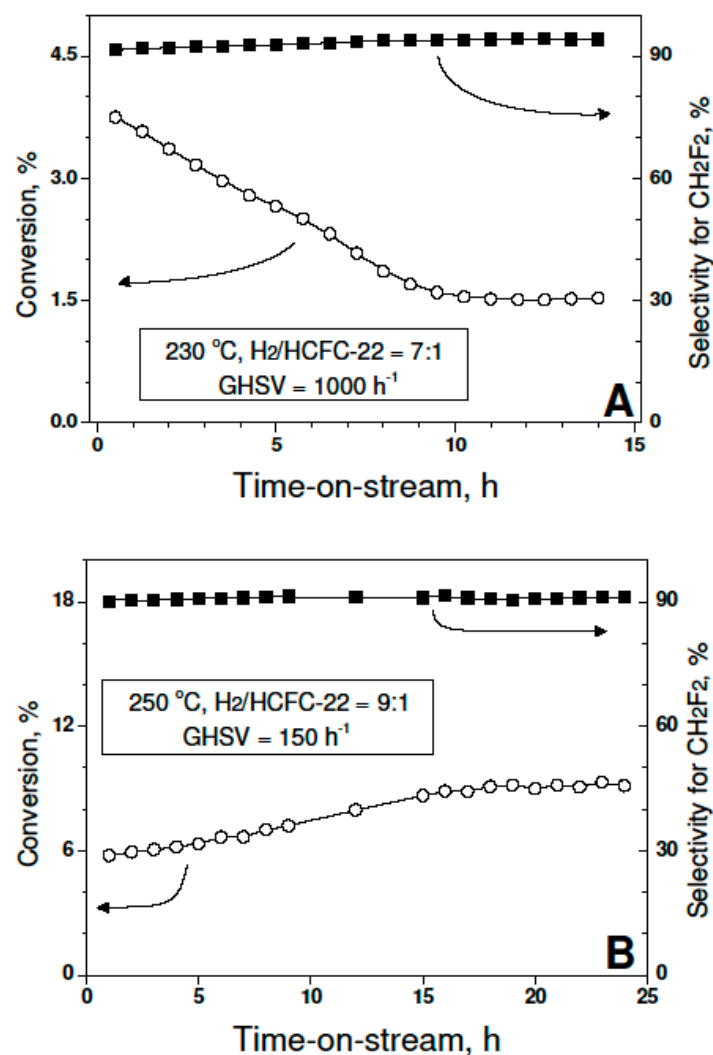 4.5
3.0
1.5
0.0
Conversion, %
90
60
30
0
Selectivity for CH2F2, %
230 °C, H2/HCFC-22 = 7:1
GHSV = 1000 h-1
A
0
5
10
15
Time-on-stream, h
18
12
6
0
Conversion, %
90
60
30
0
Selectivity for CH2F2, %
250 °C, H2/HCFC-22 = 9:1
GHSV = 150 h-1
B
0
5
10
15
20
25
Time-on-stream, h